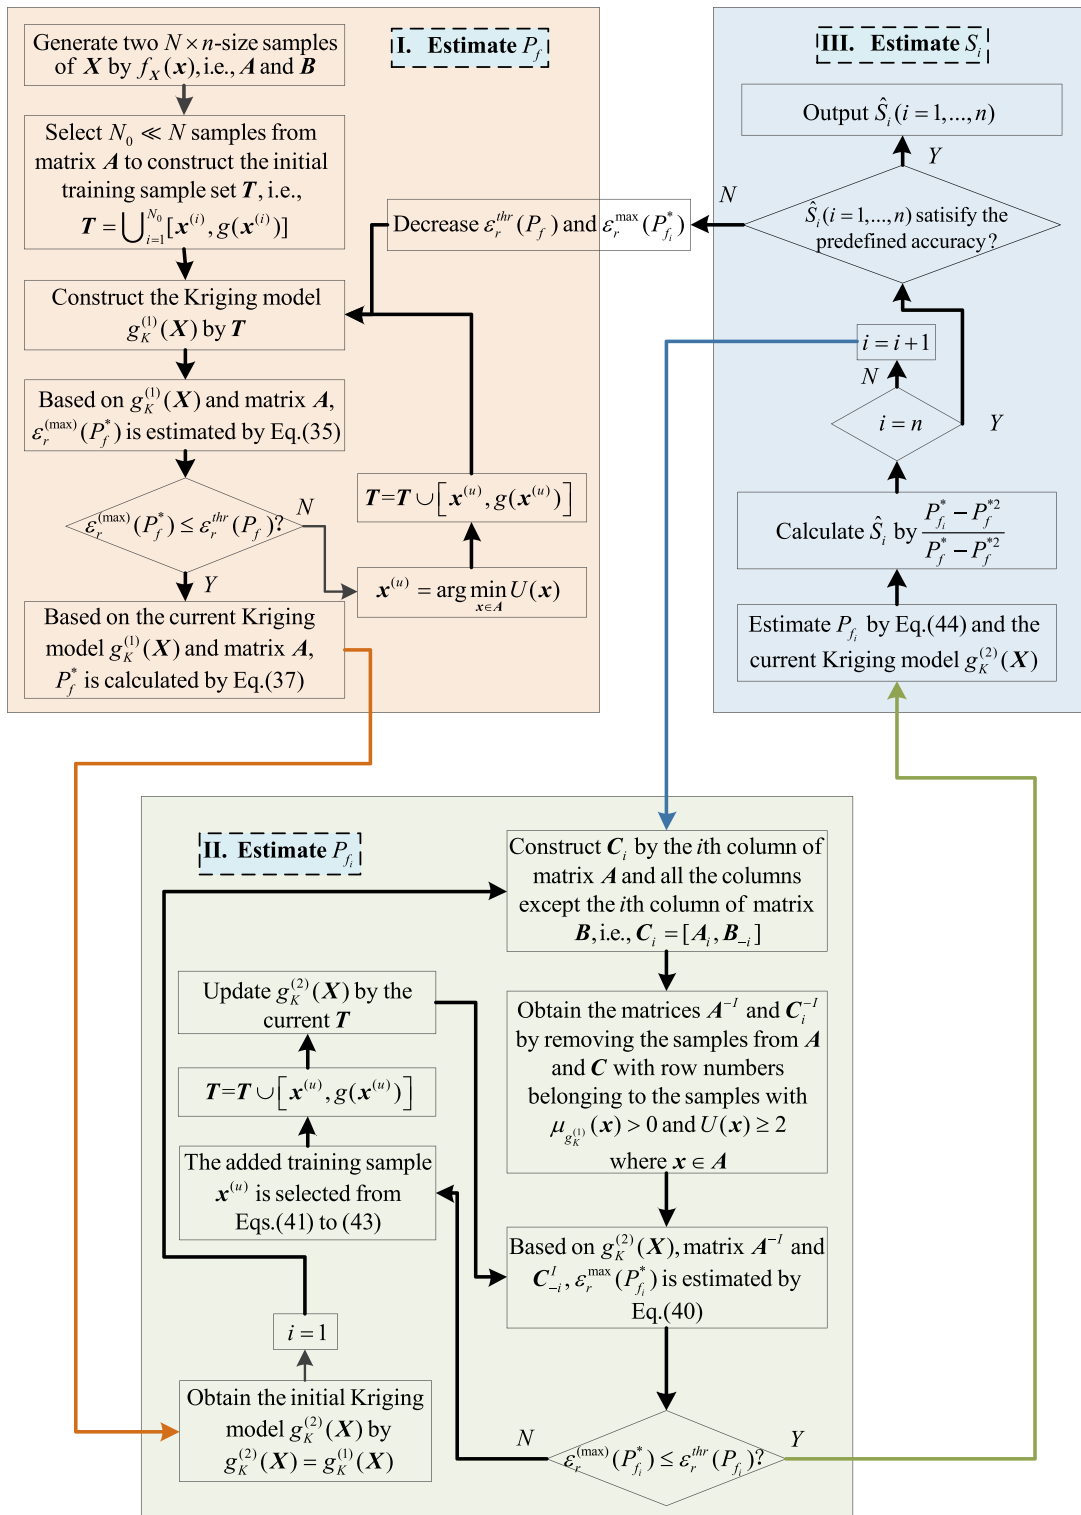 I. Estimate P_f
Generate two N × n-size samples
of X by f_X(x), i.e., A and B
Select N_0 ≪ N samples from
matrix A to construct the initial
training sample set T, i.e.,
T = ⋃_{i=1}^{N_0} [x^{(i)}, g(x^{(i)})]
Construct the Kriging model
g_K^{(1)}(X) by T
Based on g_K^{(1)}(X) and matrix A,
ε_r^{(max)}(P_f^*) is estimated by Eq.(35)
ε_r^{(max)}(P_f^*) ≤ ε_r^{thr}(P_f)?
N
Y
x^{(u)} = arg min_{x∈A} U(x)
T=T ∪ [x^{(u)}, g(x^{(u)})]
Based on the current Kriging
model g_K^{(1)}(X) and matrix A,
P_f^* is calculated by Eq.(37)
II. Estimate P_{f_i}
Obtain the initial Kriging
model g_K^{(2)}(X) by
g_K^{(2)}(X) = g_K^{(1)}(X)
i = 1
Construct C_i by the ith column of
matrix A and all the columns
except the ith column of matrix
B, i.e., C_i = [A_i, B_{-i}]
Obtain the matrices A^{-I} and C_i^{-I}
by removing the samples from A
and C with row numbers
belonging to the samples with
μ_{g_K^{(1)}}(x) > 0 and U(x) ≥ 2
where x ∈ A
Based on g_K^{(2)}(X), matrix A^{-I} and
C_{-i}^I, ε_r^{max}(P_{f_i}^*) is estimated by
Eq.(40)
ε_r^{(max)}(P_{f_i}^*) ≤ ε_r^{thr}(P_{f_i})?
N
Y
The added training sample
x^{(u)} is selected from
Eqs.(41) to (43)
T=T ∪ [x^{(u)}, g(x^{(u)})]
Update g_K^{(2)}(X) by the
current T
III. Estimate S_i
Estimate P_{f_i} by Eq.(44) and the
current Kriging model g_K^{(2)}(X)
Calculate Ŝ_i by (P_{f_i}^* − P_f^{*2}) / (P_f^* − P_f^{*2})
i = n
N
Y
i = i+1
Ŝ_i (i = 1,...,n) satisify the
predefined accuracy?
N
Y
Decrease ε_r^{thr}(P_f) and ε_r^{max}(P_{f_i}^*)
Output Ŝ_i (i = 1,...,n)